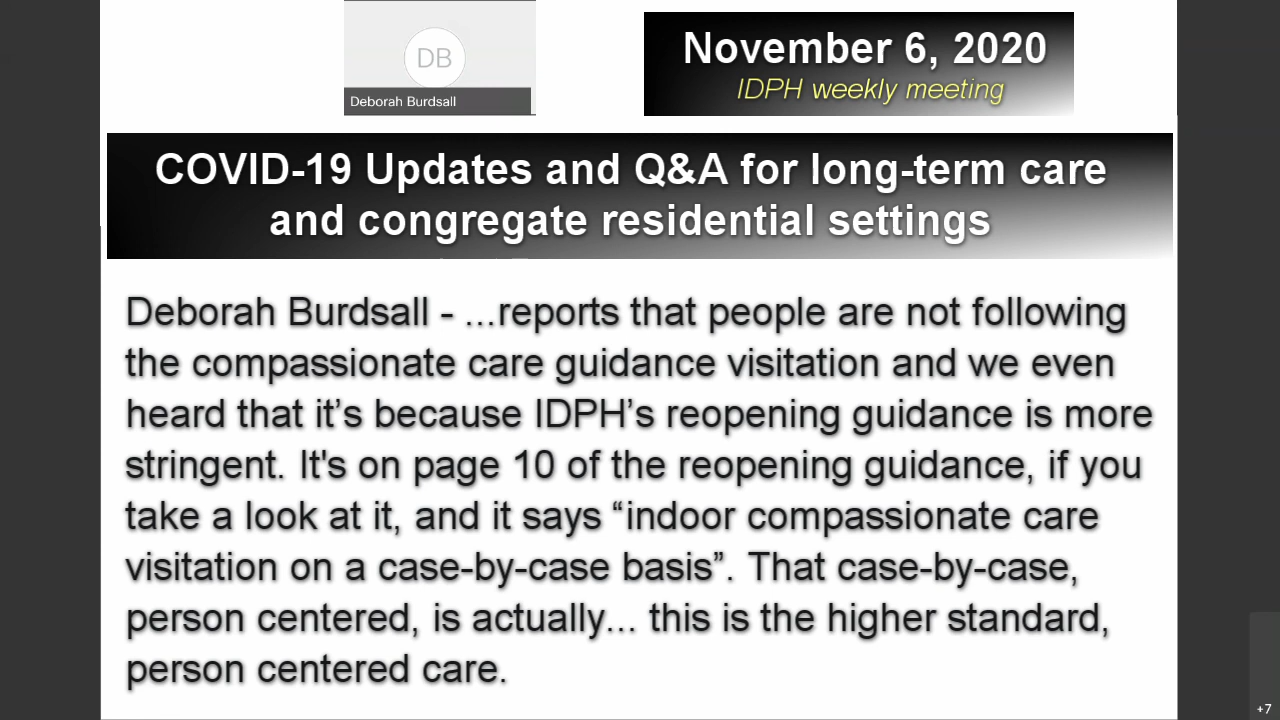 DB
Deborah Burdsall
November 6, 2020
IDPH weekly meeting
COVID-19 Updates and Q&A for long-term care
and congregate residential settings
Deborah Burdsall - ...reports that people are not following
the compassionate care guidance visitation and we even
heard that it’s because IDPH’s reopening guidance is more
stringent. It's on page 10 of the reopening guidance, if you
take a look at it, and it says “indoor compassionate care
visitation on a case-by-case basis”. That case-by-case,
person centered, is actually... this is the higher standard,
person centered care.
+7